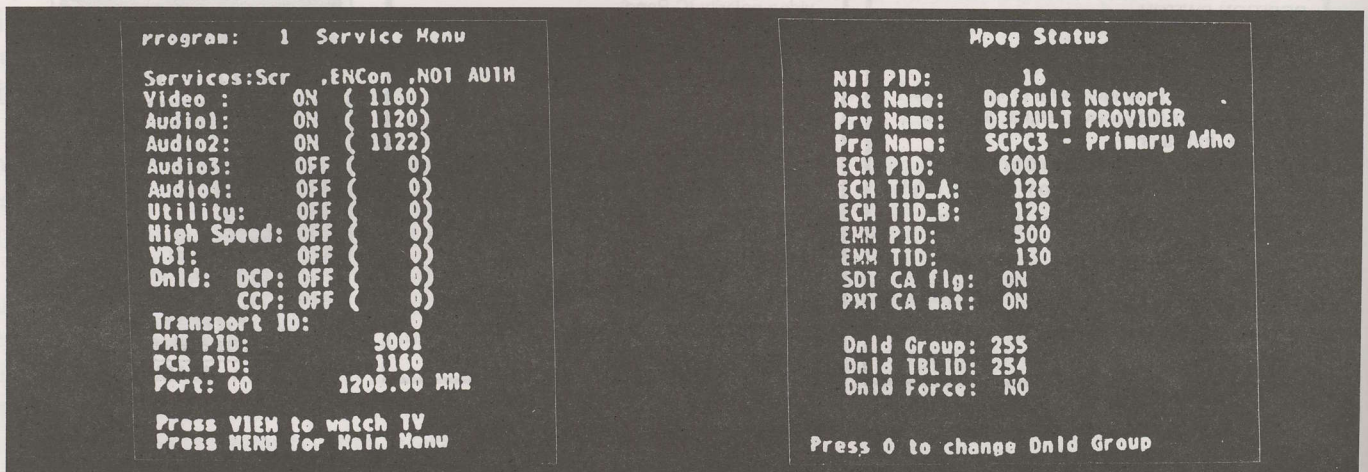 rrogram: 1 Service Menu
Services:Scr ,ENCon ,NOT AUTH
Video : ON ( 1160)
Audio1: ON ( 1120)
Audio2: ON ( 1122)
Audio3: OFF ( 0)
Audio4: OFF ( 0)
Utility: OFF ( 0)
High Speed: OFF ( 0)
VBI: OFF ( 0)
Dnld: DCP: OFF ( 0)
CCP: OFF ( 0)
Transport ID: 0
PMT PID: 5001
PCR PID: 1160
Port: 00 1208.00 MHz
Press VIEW to watch TV
Press MENU for Main Menu
Mpeg Status
NIT PID: 16
Net Name: Default Network
Prv Name: DEFAULT PROVIDER
Prg Name: SCPC3 - Primary Adho
ECM PID: 6001
ECM TID_A: 128
ECM TID_B: 129
EMM PID: 500
EMM TID: 130
SDT CA flg: ON
PMT CA mat: ON
Dnld Group: 255
Dnld TBLID: 254
Dnld Force: NO
Press 0 to change Dnld Group